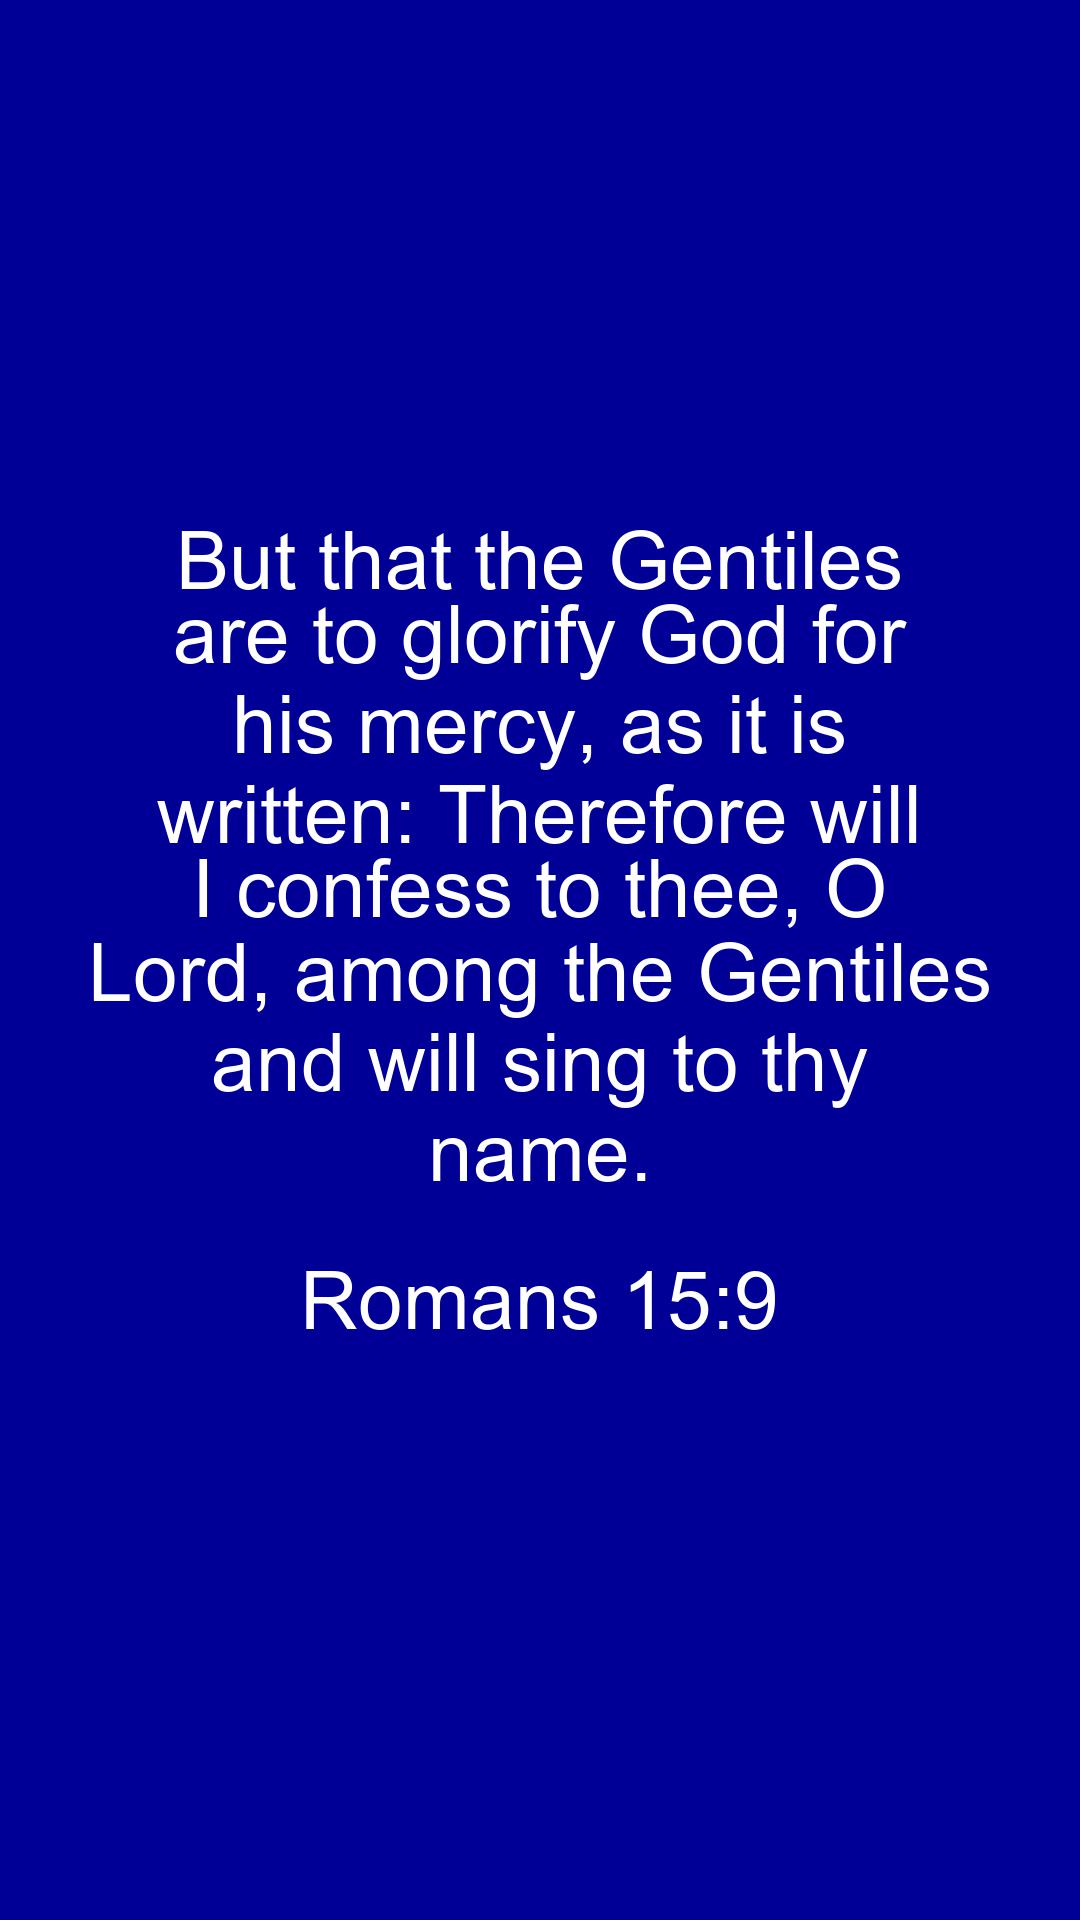 But that the Gentiles
are to glorify God for
his mercy, as it is
written: Therefore will
I confess to thee, O
Lord, among the Gentiles
and will sing to thy
name.
Romans 15:9